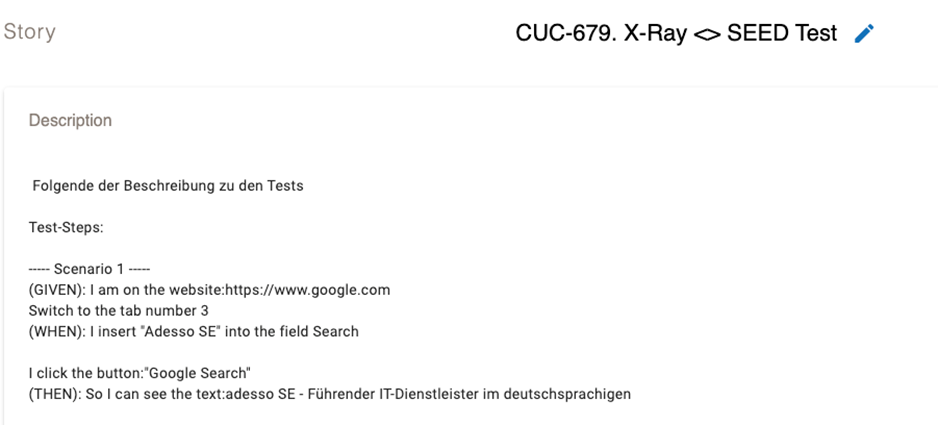 Story
CUC-679. X-Ray <> SEED Test
Description
Folgende der Beschreibung zu den Tests
Test-Steps:
----- Scenario 1 -----
(GIVEN): I am on the website:https://www.google.com
Switch to the tab number 3
(WHEN): I insert "Adesso SE" into the field Search
I click the button:"Google Search"
(THEN): So I can see the text:adesso SE - Führender IT-Dienstleister im deutschsprachigen